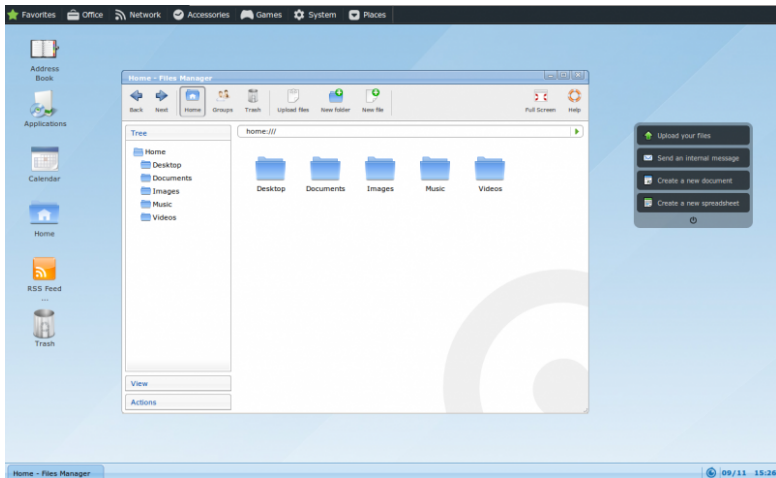 Favorites Office Network Accessories Games System Places
Address
Book
Applications
Calendar
Home
RSS Feed
...
Trash
Home - Files Manager
Back Next Home Groups Trash Upload files New folder New file Full Screen Help
Tree
home:///
Home
Desktop
Documents
Images
Music
Videos
Desktop Documents Images Music Videos
View
Actions
Upload your files
Send an internal message
Create a new document
Create a new spreadsheet
Home - Files Manager
09/11 15:26